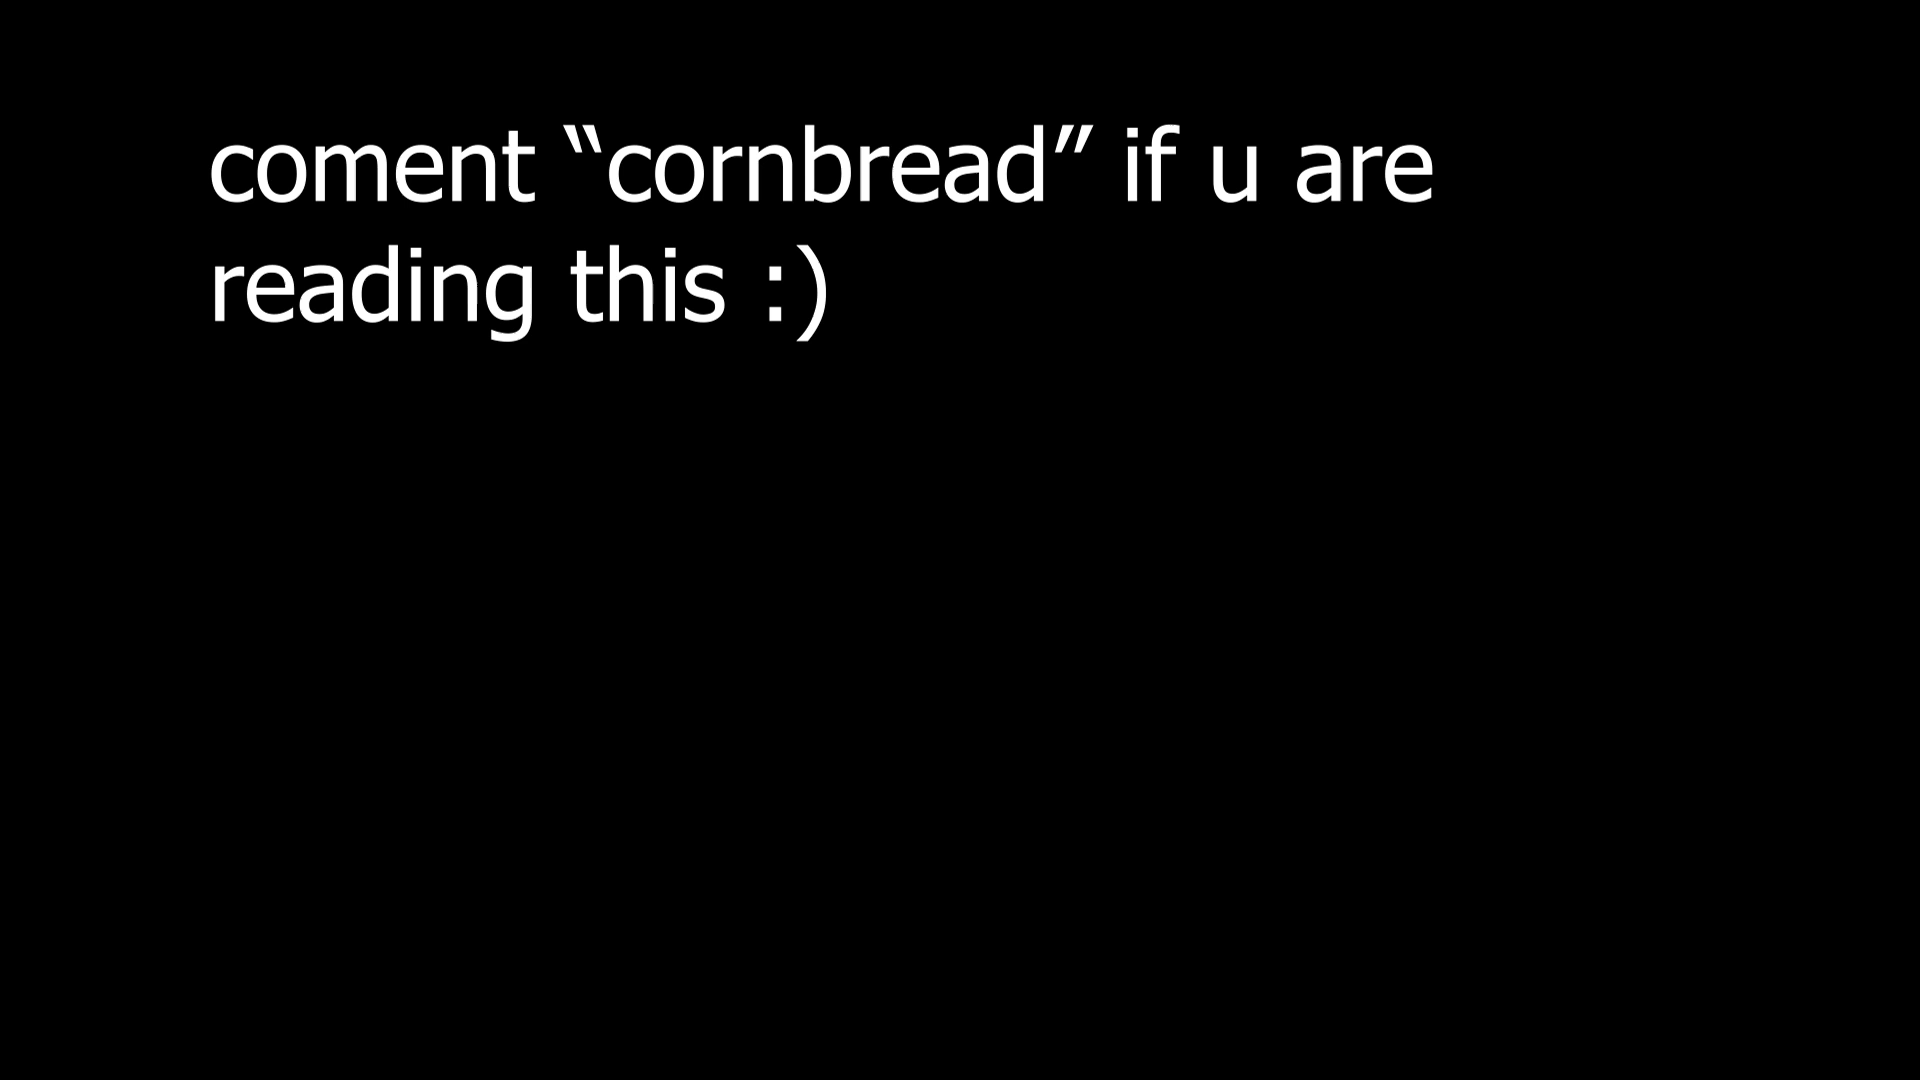 coment “cornbread” if u are
reading this :)